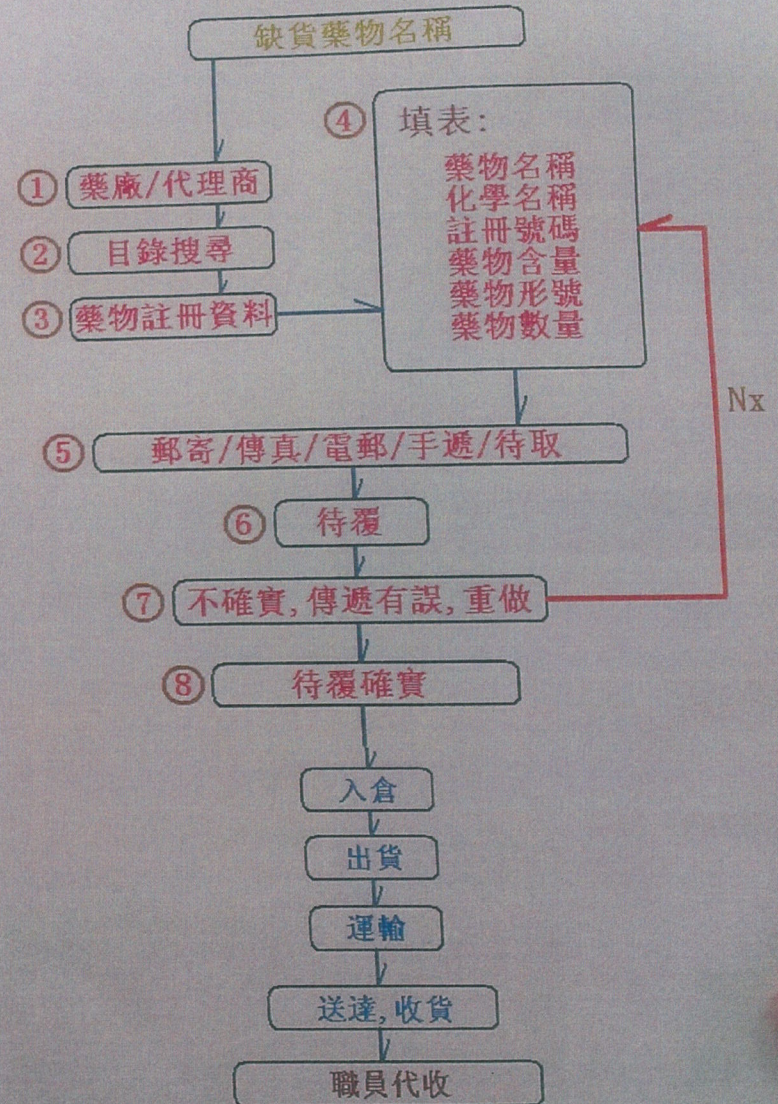 缺貨藥物名稱
① 藥廠/代理商
② 目錄搜尋
③ 藥物註冊資料
④ 填表:
藥物名稱
化學名稱
註冊號碼
藥物含量
藥物形號
藥物數量
Nx
⑤ 郵寄/傳真/電郵/手遞/待取
⑥ 待覆
⑦ 不確實,傳遞有誤,重做
⑧ 待覆確實
入倉
出貨
運輸
送達,收貨
職員代收